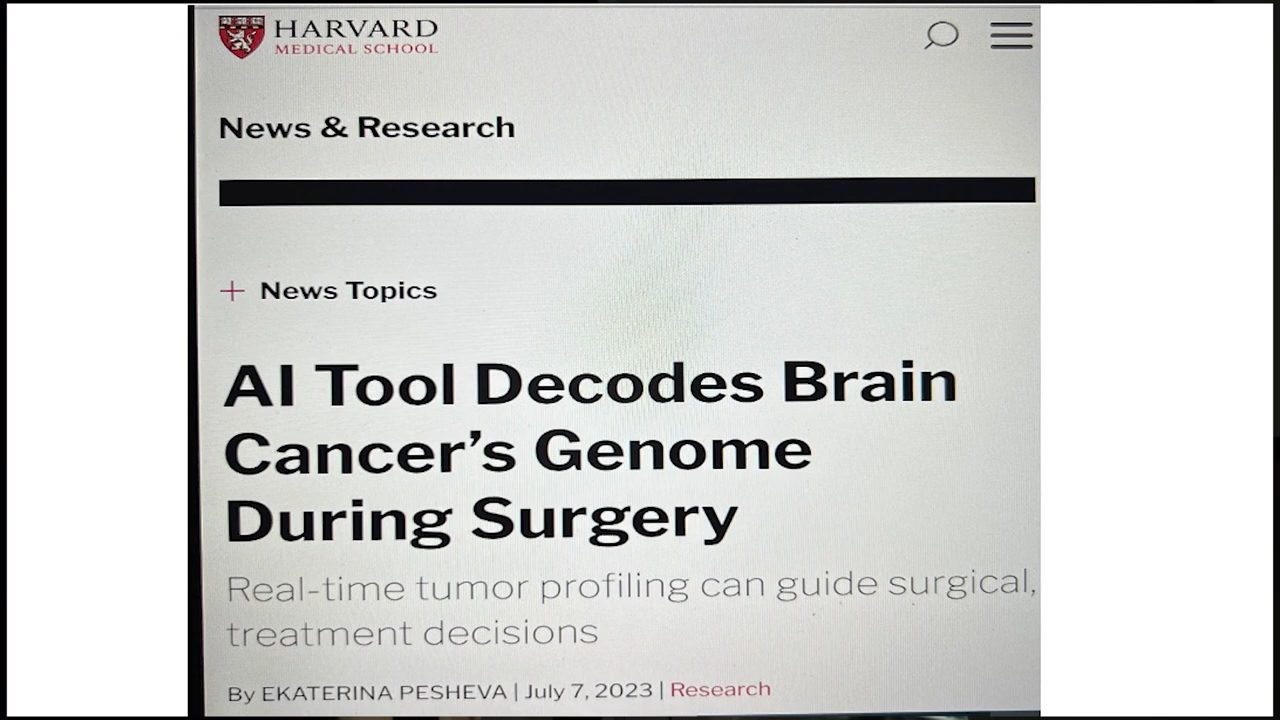 HARVARD
MEDICAL SCHOOL
News & Research
+ News Topics
AI Tool Decodes Brain
Cancer’s Genome
During Surgery
Real-time tumor profiling can guide surgical,
treatment decisions
By EKATERINA PESHEVA | July 7, 2023 | Research